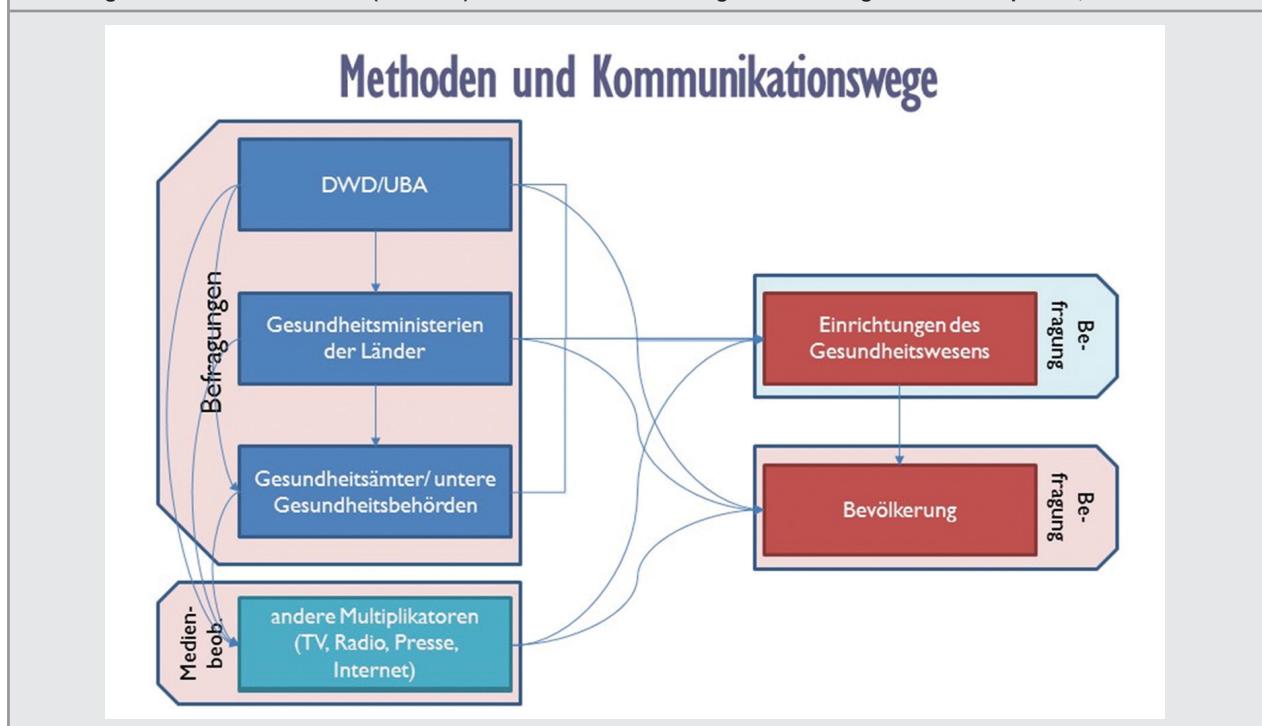 Methoden und Kommunikationswege
Befragungen
DWD/UBA
Gesundheitsministerien
der Länder
Gesundheitsämter/ untere
Gesundheitsbehörden
Medien-
beob.
andere Multiplikatoren
(TV, Radio, Presse,
Internet)
Einrichtungen des
Gesundheitswesens
Be-
fragung
Bevölkerung
Be-
fragung